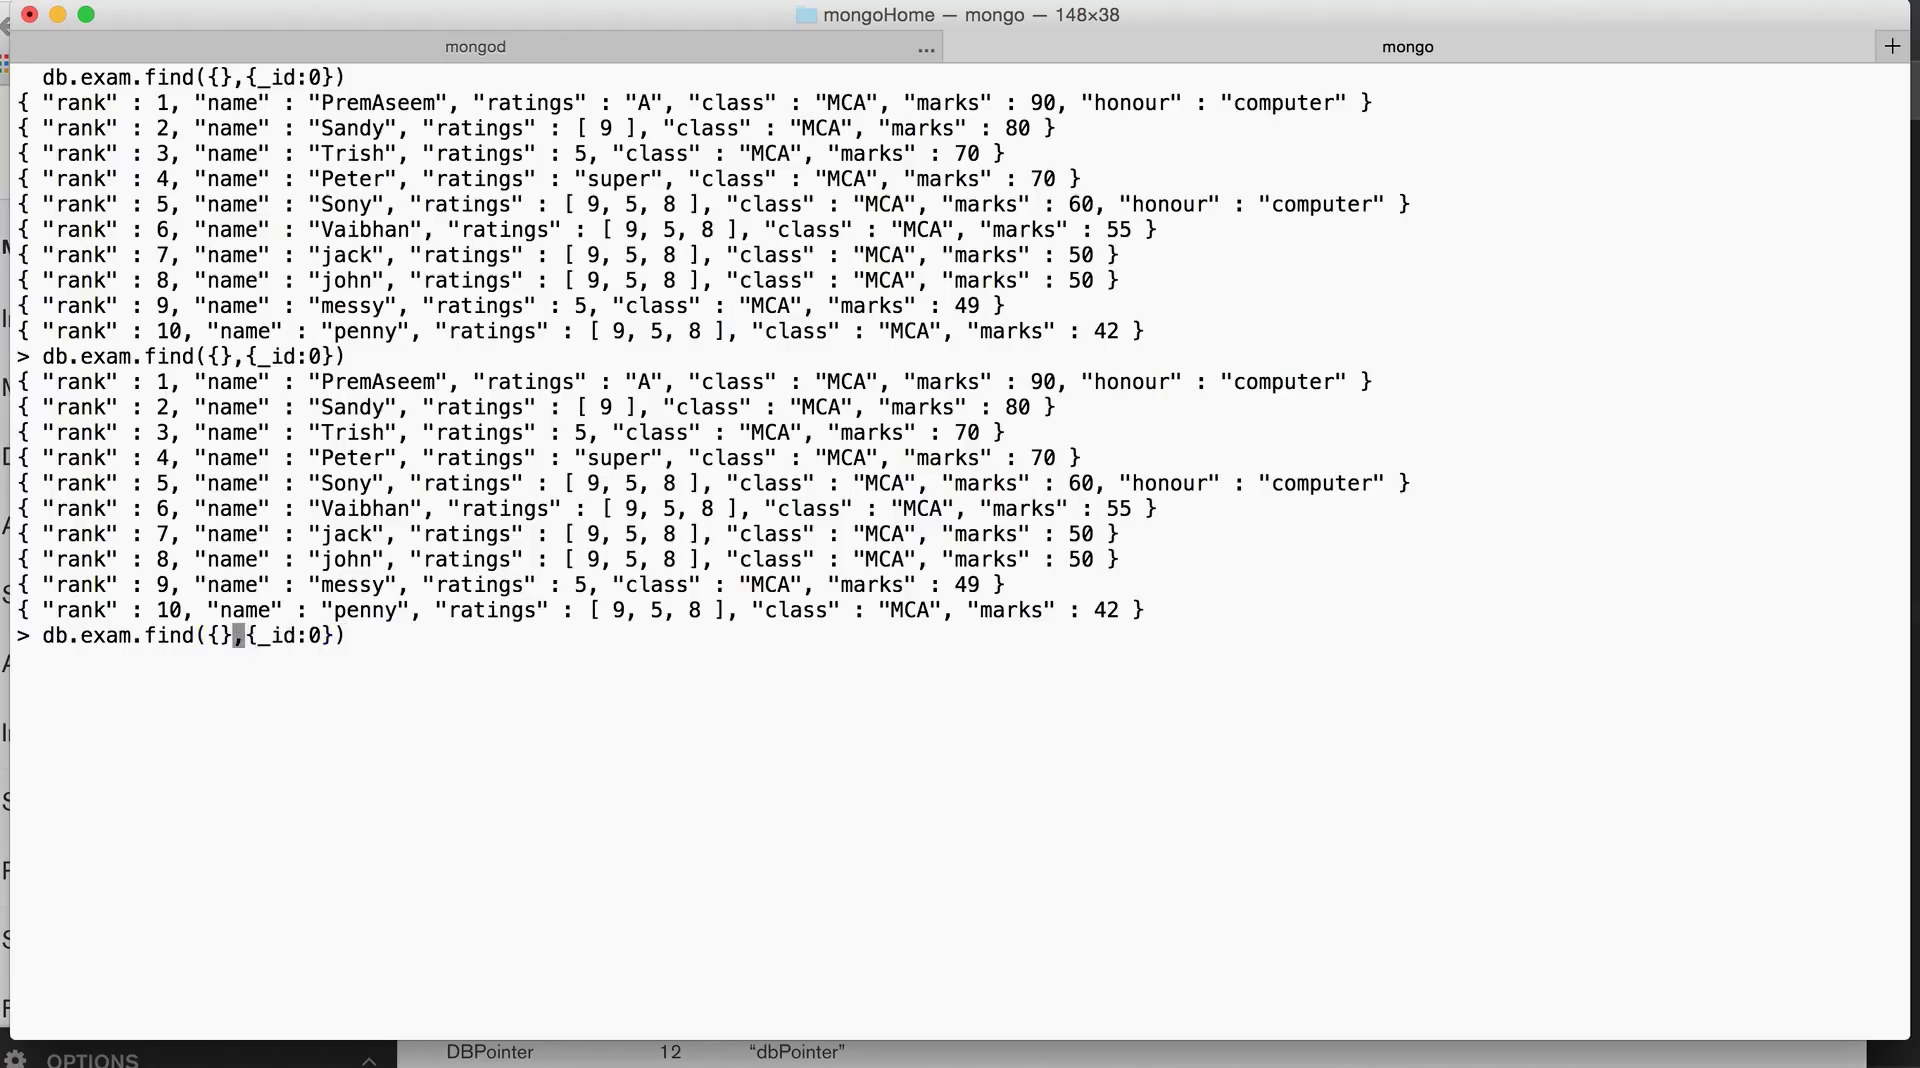 mongoHome — mongo — 148×38
mongod ... mongo +
db.exam.find({},{_id:0})
{ "rank" : 1, "name" : "PremAseem", "ratings" : "A", "class" : "MCA", "marks" : 90, "honour" : "computer" }
{ "rank" : 2, "name" : "Sandy", "ratings" : [ 9 ], "class" : "MCA", "marks" : 80 }
{ "rank" : 3, "name" : "Trish", "ratings" : 5, "class" : "MCA", "marks" : 70 }
{ "rank" : 4, "name" : "Peter", "ratings" : "super", "class" : "MCA", "marks" : 70 }
{ "rank" : 5, "name" : "Sony", "ratings" : [ 9, 5, 8 ], "class" : "MCA", "marks" : 60, "honour" : "computer" }
{ "rank" : 6, "name" : "Vaibhan", "ratings" : [ 9, 5, 8 ], "class" : "MCA", "marks" : 55 }
{ "rank" : 7, "name" : "jack", "ratings" : [ 9, 5, 8 ], "class" : "MCA", "marks" : 50 }
{ "rank" : 8, "name" : "john", "ratings" : [ 9, 5, 8 ], "class" : "MCA", "marks" : 50 }
{ "rank" : 9, "name" : "messy", "ratings" : 5, "class" : "MCA", "marks" : 49 }
{ "rank" : 10, "name" : "penny", "ratings" : [ 9, 5, 8 ], "class" : "MCA", "marks" : 42 }
> db.exam.find({},{_id:0})
{ "rank" : 1, "name" : "PremAseem", "ratings" : "A", "class" : "MCA", "marks" : 90, "honour" : "computer" }
{ "rank" : 2, "name" : "Sandy", "ratings" : [ 9 ], "class" : "MCA", "marks" : 80 }
{ "rank" : 3, "name" : "Trish", "ratings" : 5, "class" : "MCA", "marks" : 70 }
{ "rank" : 4, "name" : "Peter", "ratings" : "super", "class" : "MCA", "marks" : 70 }
{ "rank" : 5, "name" : "Sony", "ratings" : [ 9, 5, 8 ], "class" : "MCA", "marks" : 60, "honour" : "computer" }
{ "rank" : 6, "name" : "Vaibhan", "ratings" : [ 9, 5, 8 ], "class" : "MCA", "marks" : 55 }
{ "rank" : 7, "name" : "jack", "ratings" : [ 9, 5, 8 ], "class" : "MCA", "marks" : 50 }
{ "rank" : 8, "name" : "john", "ratings" : [ 9, 5, 8 ], "class" : "MCA", "marks" : 50 }
{ "rank" : 9, "name" : "messy", "ratings" : 5, "class" : "MCA", "marks" : 49 }
{ "rank" : 10, "name" : "penny", "ratings" : [ 9, 5, 8 ], "class" : "MCA", "marks" : 42 }
> db.exam.find({},{_id:0})
OPTIONS
DBPointer 12 “dbPointer”